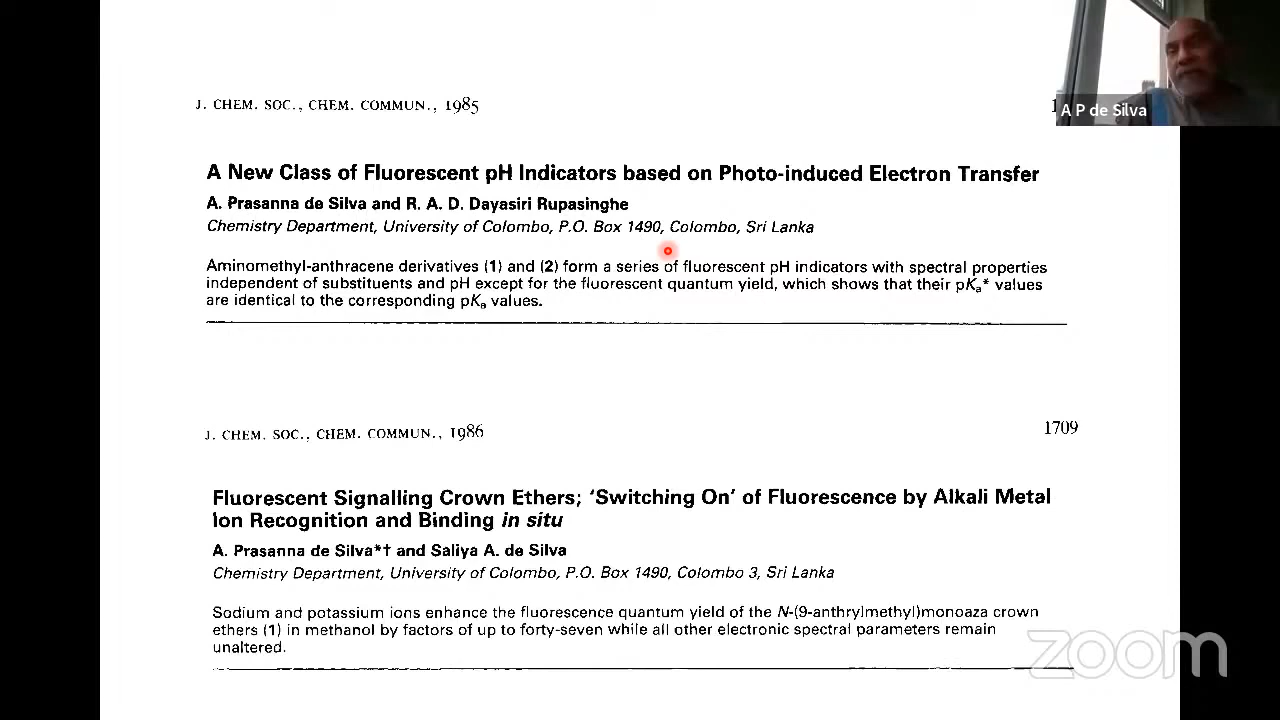 J. CHEM. SOC., CHEM. COMMUN., 1985
A P de Silva
A New Class of Fluorescent pH Indicators based on Photo-induced Electron Transfer
A. Prasanna de Silva and R. A. D. Dayasiri Rupasinghe
Chemistry Department, University of Colombo, P.O. Box 1490, Colombo, Sri Lanka
Aminomethyl-anthracene derivatives (1) and (2) form a series of fluorescent pH indicators with spectral properties
independent of substituents and pH except for the fluorescent quantum yield, which shows that their pKa* values
are identical to the corresponding pKa values.
J. CHEM. SOC., CHEM. COMMUN., 1986
1709
Fluorescent Signalling Crown Ethers; ‘Switching On’ of Fluorescence by Alkali Metal
Ion Recognition and Binding in situ
A. Prasanna de Silva*† and Saliya A. de Silva
Chemistry Department, University of Colombo, P.O. Box 1490, Colombo 3, Sri Lanka
Sodium and potassium ions enhance the fluorescence quantum yield of the N-(9-anthrylmethyl)monoaza crown
ethers (1) in methanol by factors of up to forty-seven while all other electronic spectral parameters remain
unaltered.
zoom